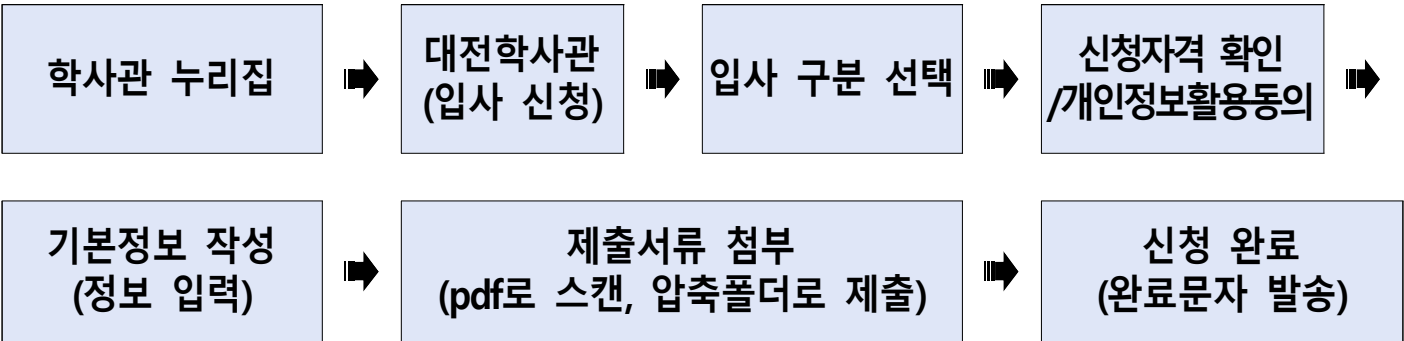 학사관 누리집
대전학사관
(입사 신청)
입사 구분 선택
신청자격 확인
/개인정보활용동의
기본정보 작성
(정보 입력)
제출서류 첨부
(pdf로 스캔, 압축폴더로 제출)
신청 완료
(완료문자 발송)